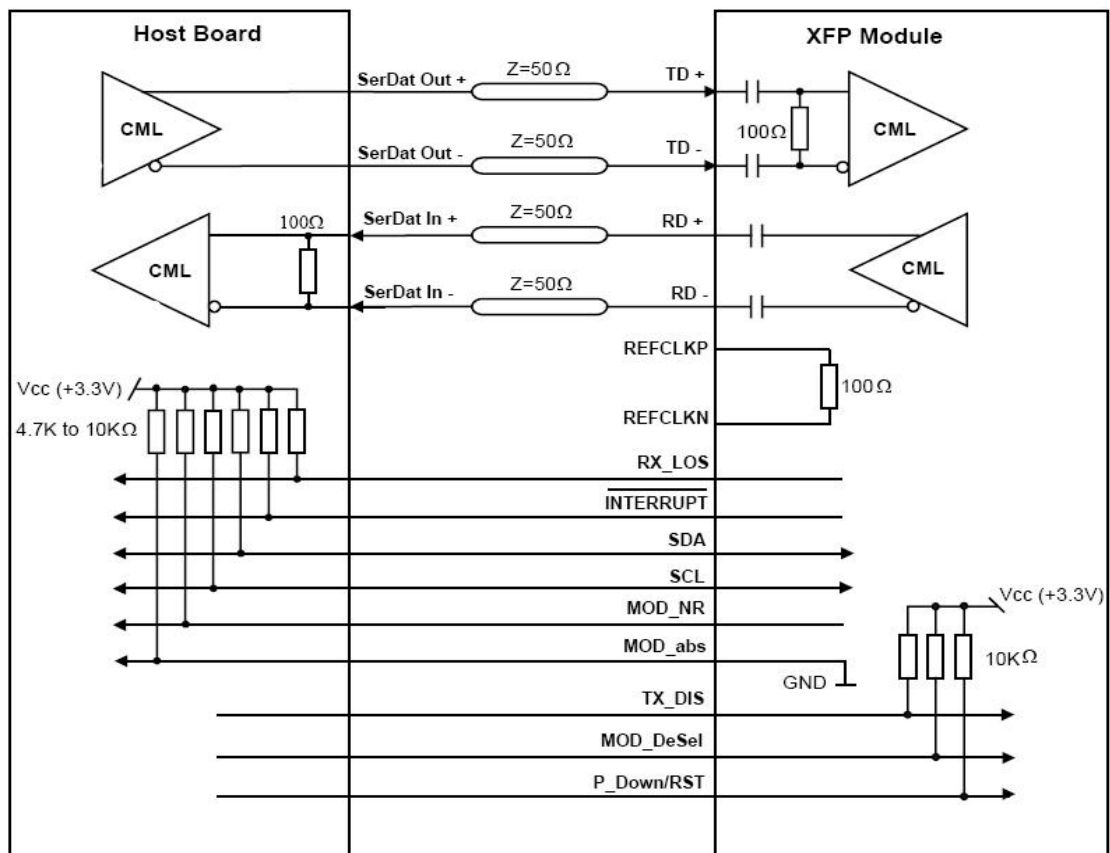 Host Board
XFP Module
SerDat Out +
Z=50Ω
TD +
CML
100Ω
CML
SerDat Out -
Z=50Ω
TD -
100Ω
SerDat In +
Z=50Ω
RD +
CML
CML
SerDat In -
Z=50Ω
RD -
REFCLKP
Vcc (+3.3V)
100Ω
4.7K to 10KΩ
REFCLKN
RX_LOS
INTERRUPT
SDA
SCL
Vcc (+3.3V)
MOD_NR
MOD_abs
10KΩ
GND
TX_DIS
MOD_DeSel
P_Down/RST